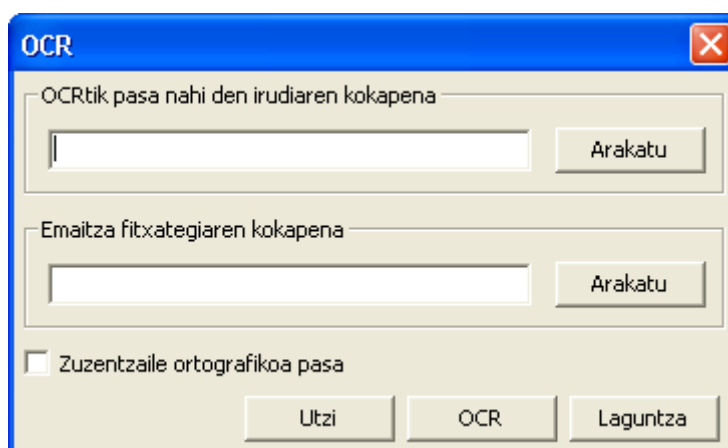 OCR
OCRtik pasa nahi den irudiaren kokapena
Arakatu
Emaitza fitxategiaren kokapena
Arakatu
Zuzentzaile ortografikoa pasa
Utzi OCR Laguntza